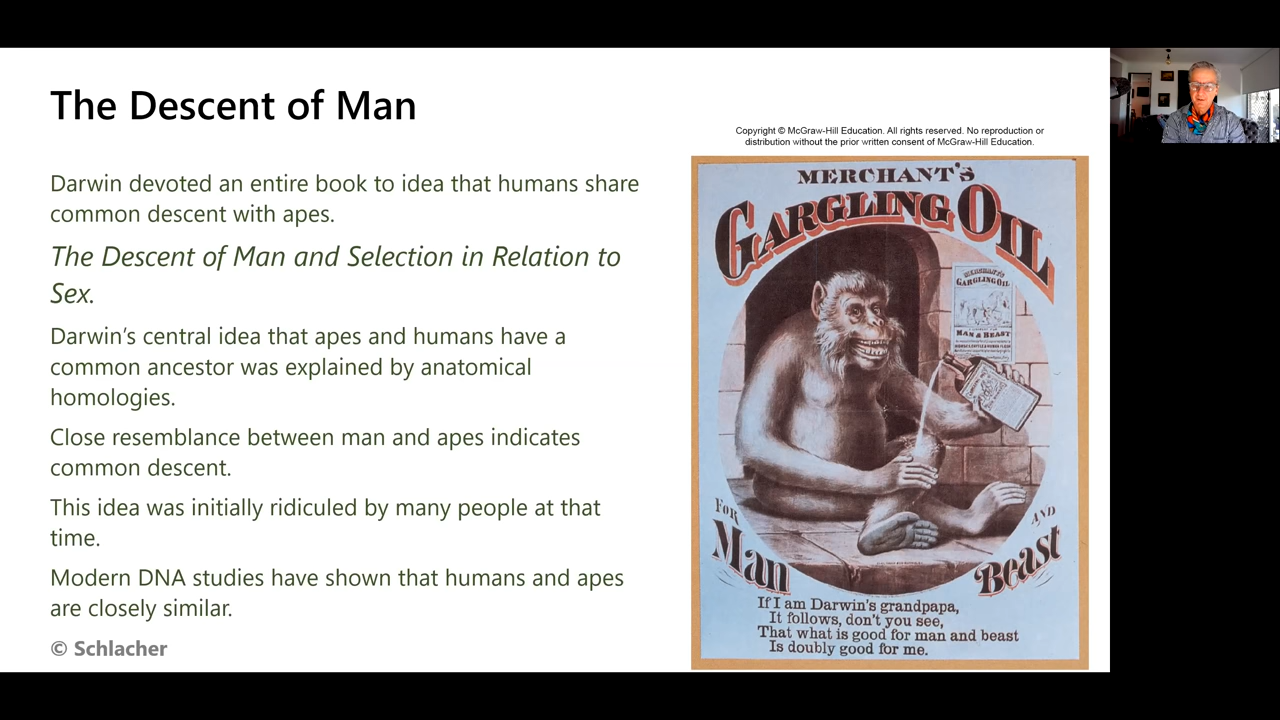 The Descent of Man
Darwin devoted an entire book to idea that humans share
common descent with apes.
The Descent of Man and Selection in Relation to
Sex.
Darwin's central idea that apes and humans have a
common ancestor was explained by anatomical
homologies.
Close resemblance between man and apes indicates
common descent.
This idea was initially ridiculed by many people at that
time.
Modern DNA studies have shown that humans and apes
are closely similar.
© Schlacher
Copyright © McGraw-Hill Education. All rights reserved. No reproduction or
distribution without the prior written consent of McGraw-Hill Education.
MERCHANT'S
GARGLING OIL
MERCHANT'S
GARGLING OIL
MAN & BEAST
FOR
Man
AND
Beast
If I am Darwin's grandpapa,
It follows, don't you see,
That what is good for man and beast
Is doubly good for me.